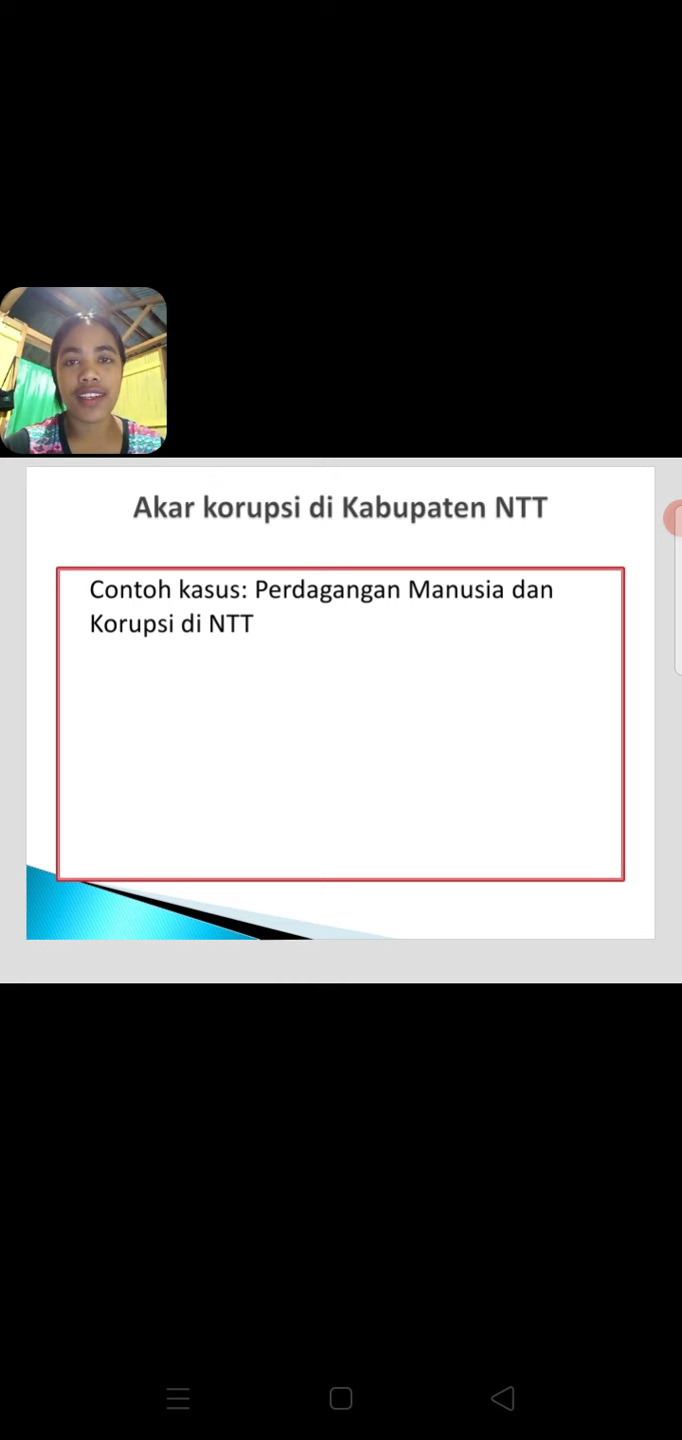 Akar korupsi di Kabupaten NTT
Contoh kasus: Perdagangan Manusia dan
Korupsi di NTT